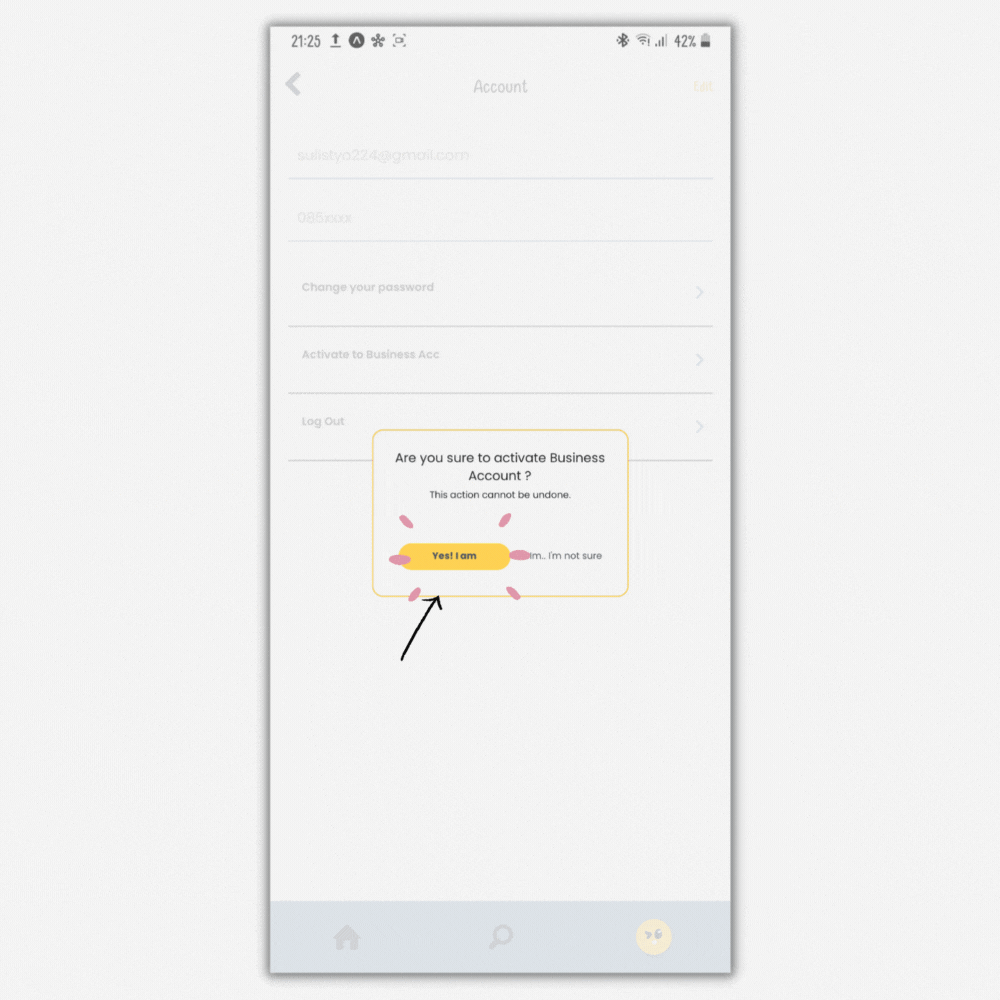 21:25
42%
Account
Edit
sulistyo224@gmail.com
085xxxx
Change your password
Activate to Business Acc
Log Out
Are you sure to activate Business
Account ?
This action cannot be undone.
Yes! I am
I'm not sure